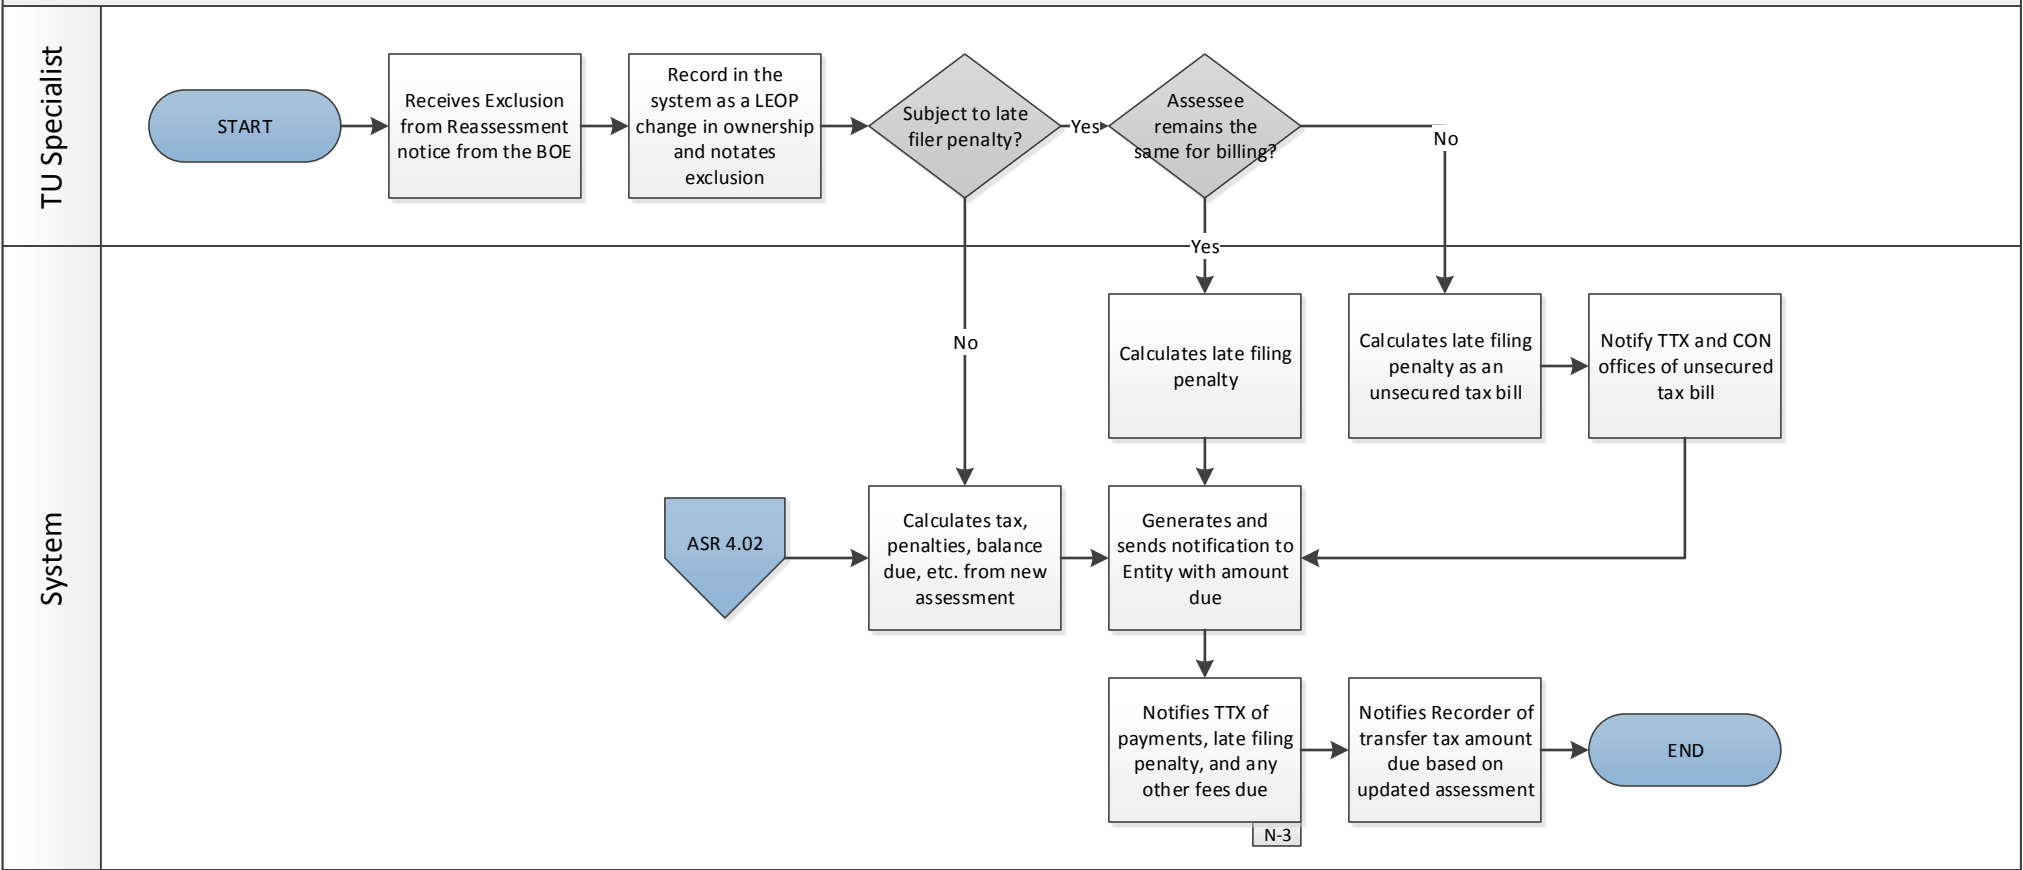 TU Specialist
START
Receives Exclusion
from Reassessment
notice from the BOE
Record in the
system as a LEOP
change in ownership
and notates
exclusion
Subject to late
filer penalty?
Yes
Assessee
remains the
same for billing?
No
Yes
No
System
Calculates late filing
penalty
Calculates late filing
penalty as an
unsecured tax bill
Notify TTX and CON
offices of unsecured
tax bill
ASR 4.02
Calculates tax,
penalties, balance
due, etc. from new
assessment
Generates and
sends notification to
Entity with amount
due
Notifies TTX of
payments, late filing
penalty, and any
other fees due
N-3
Notifies Recorder of
transfer tax amount
due based on
updated assessment
END